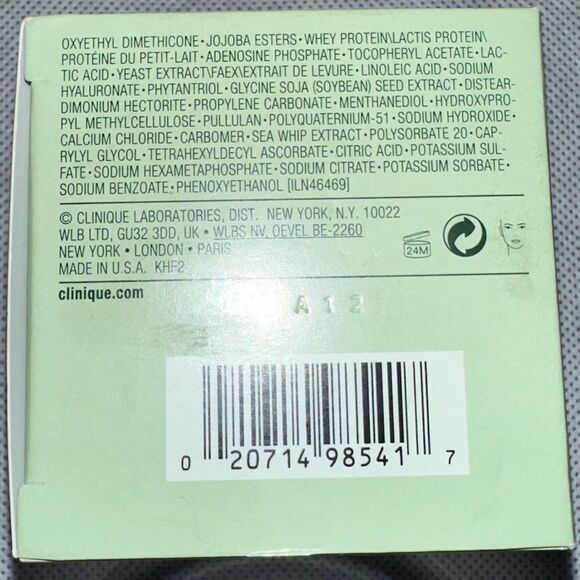 OXYETHYL DIMETHICONE • JOJOBA ESTERS • WHEY PROTEIN\LACTIS PROTEIN\
PROTÉINE DU PETIT-LAIT • ADENOSINE PHOSPHATE • TOCOPHERYL ACETATE • LAC-
TIC ACID • YEAST EXTRACT\FAEX\EXTRAIT DE LEVURE • LINOLEIC ACID • SODIUM
HYALURONATE • PHYTANTRIOL • GLYCINE SOJA (SOYBEAN) SEED EXTRACT • DISTEAR-
DIMONIUM HECTORITE • PROPYLENE CARBONATE • MENTHANEDIOL • HYDROXYPRO-
PYL METHYLCELLULOSE • PULLULAN • POLYQUATERNIUM-51 • SODIUM HYDROXIDE •
CALCIUM CHLORIDE • CARBOMER • SEA WHIP EXTRACT • POLYSORBATE 20 • CAP-
RYLYL GLYCOL • TETRAHEXYLDECYL ASCORBATE • CITRIC ACID • POTASSIUM SUL-
FATE • SODIUM HEXAMETAPHOSPHATE • SODIUM CITRATE • POTASSIUM SORBATE •
SODIUM BENZOATE • PHENOXYETHANOL [ILN46469]
© CLINIQUE LABORATORIES, DIST. NEW YORK, N.Y. 10022
WLB LTD, GU32 3DD, UK • WLBS NV, OEVEL BE-2260
NEW YORK • LONDON • PARIS
MADE IN U.S.A. KHF2
24M
clinique.com
A12
0 20714 98541 7